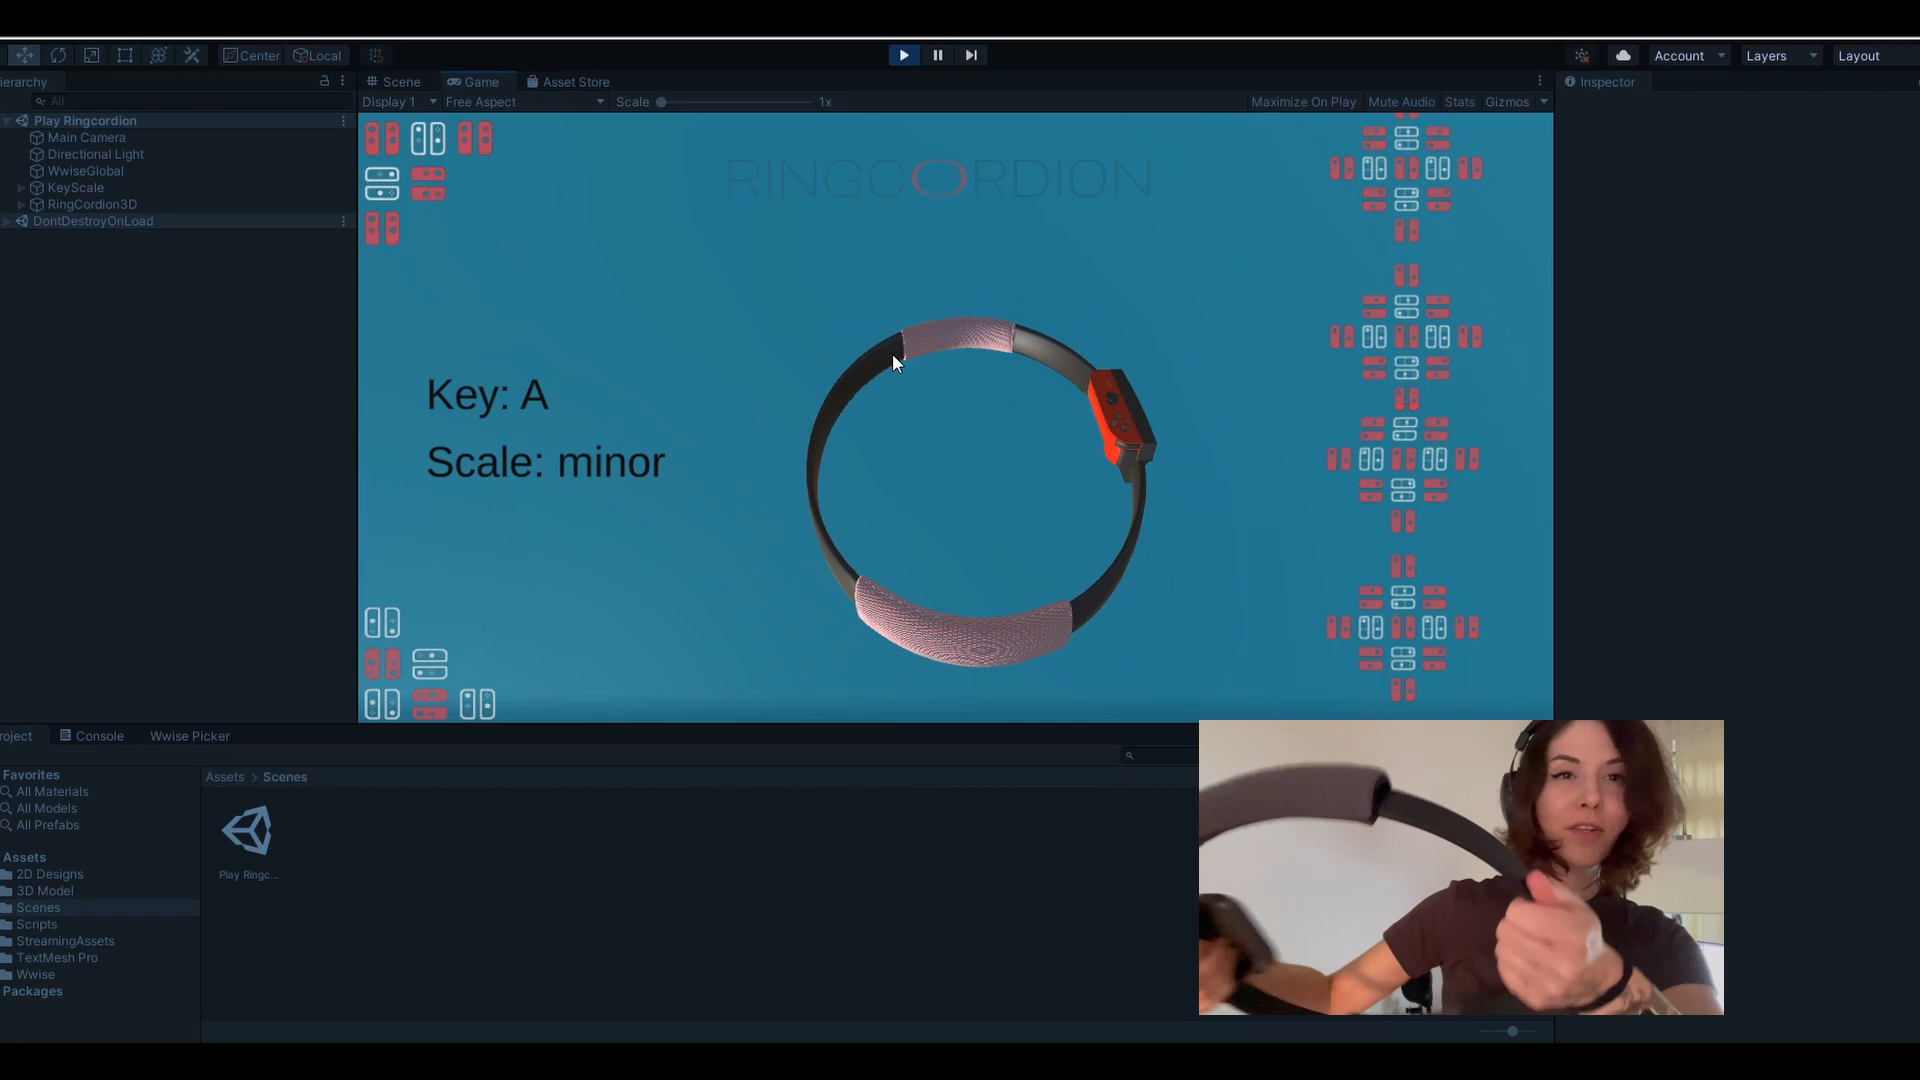 Center
Local
Account
Layers
Layout
ierarchy
Scene
Game
Asset Store
Inspector
All
Display 1
Free Aspect
Scale
1x
Maximize On Play
Mute Audio
Stats
Gizmos
Play Ringcordion
Main Camera
Directional Light
WwiseGlobal
KeyScale
RingCordion3D
DontDestroyOnLoad
RINGCORDION
Key: A
Scale: minor
roject
Console
Wwise Picker
Favorites
All Materials
All Models
All Prefabs
Assets
2D Designs
3D Model
Scenes
Scripts
StreamingAssets
TextMesh Pro
Wwise
Packages
Assets > Scenes
Play Ringc...